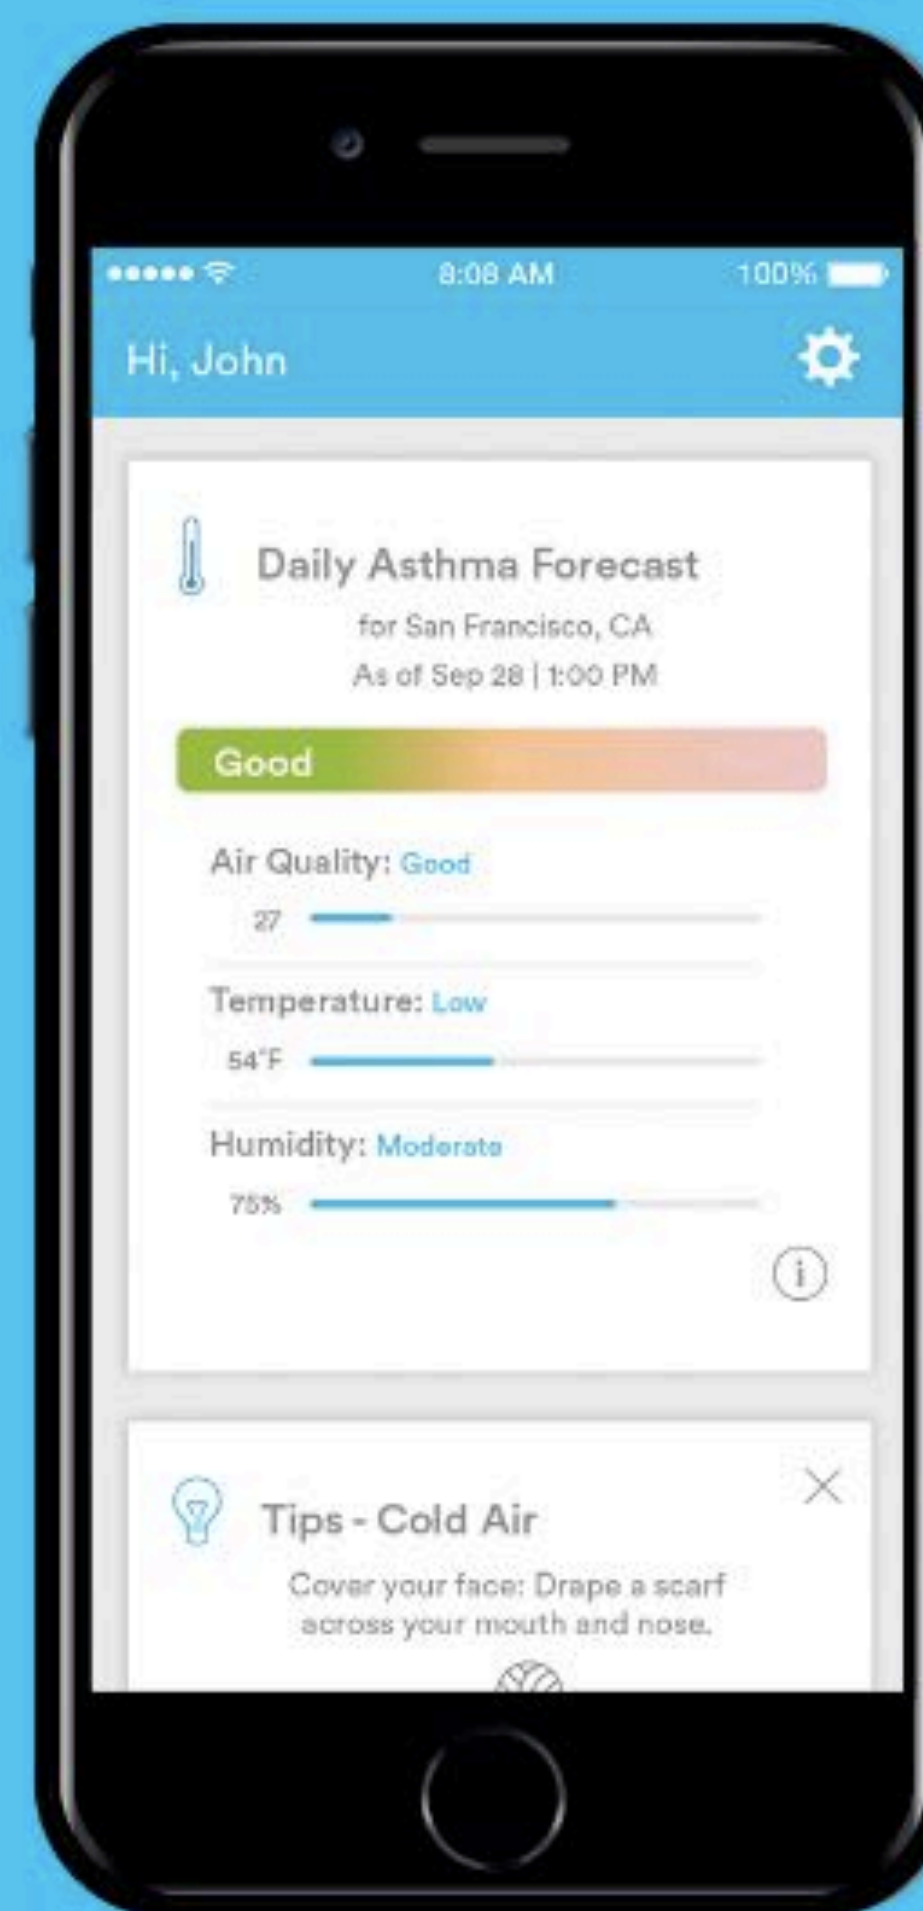 8:08 AM 100%
Hi, John
Daily Asthma Forecast
for San Francisco, CA
As of Sep 28 | 1:00 PM
Good
Air Quality: Good
27
Temperature: Low
54°F
Humidity: Moderate
75%
i
Tips - Cold Air
Cover your face: Drape a scarf
across your mouth and nose.